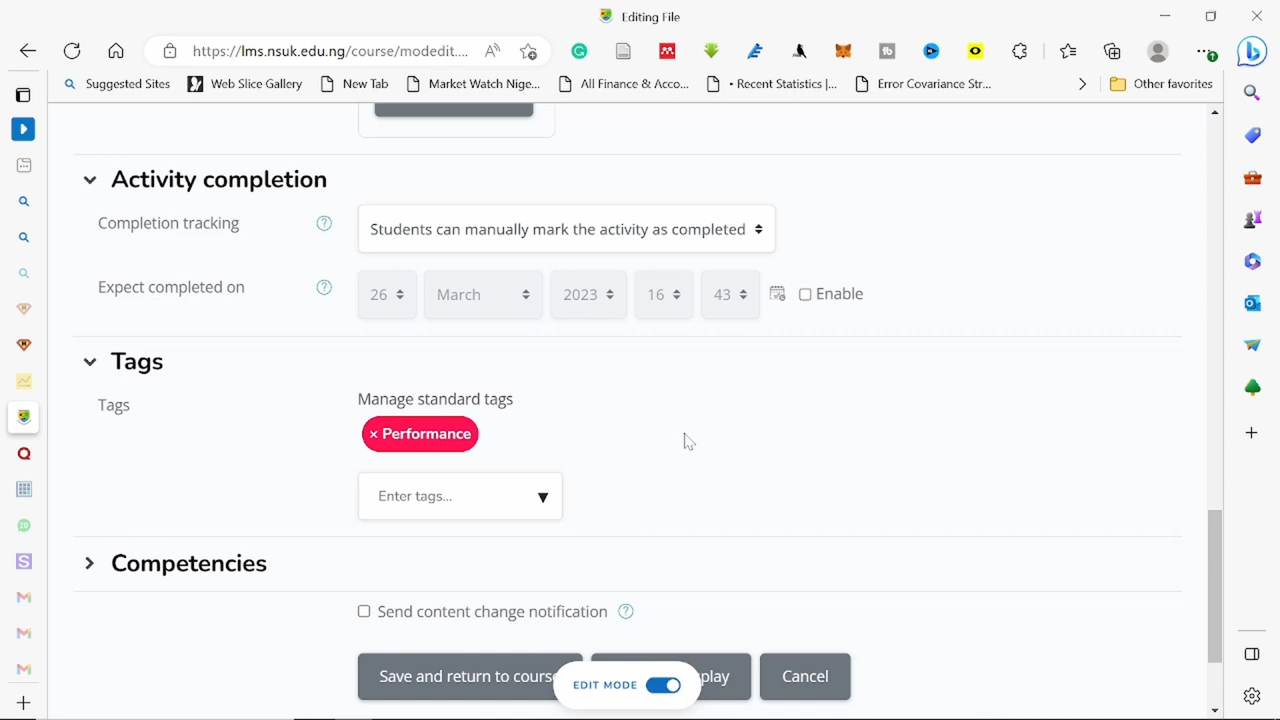 Editing File
https://lms.nsuk.edu.ng/course/modedit....
Suggested Sites
Web Slice Gallery
New Tab
Market Watch Nige...
All Finance & Acco...
• Recent Statistics |...
Error Covariance Str...
Other favorites
Activity completion
Completion tracking
Students can manually mark the activity as completed
Expect completed on
26
March
2023
16
43
Enable
Tags
Tags
Manage standard tags
× Performance
Enter tags...
Competencies
Send content change notification
Save and return to course
play
Cancel
EDIT MODE